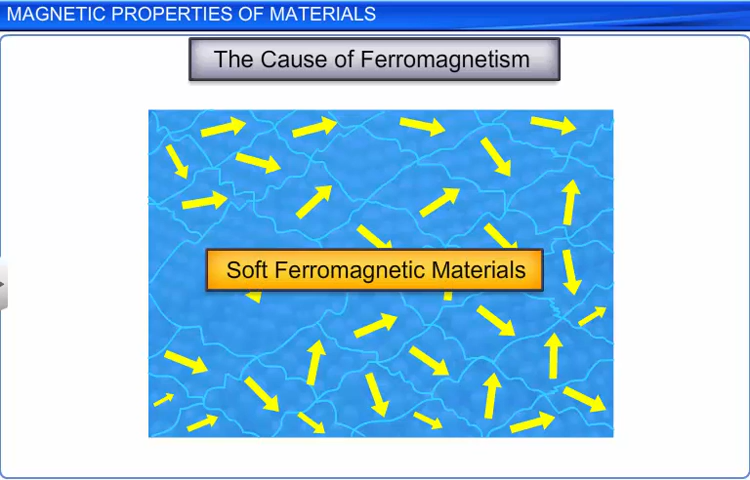 MAGNETIC PROPERTIES OF MATERIALS
The Cause of Ferromagnetism
Soft Ferromagnetic Materials